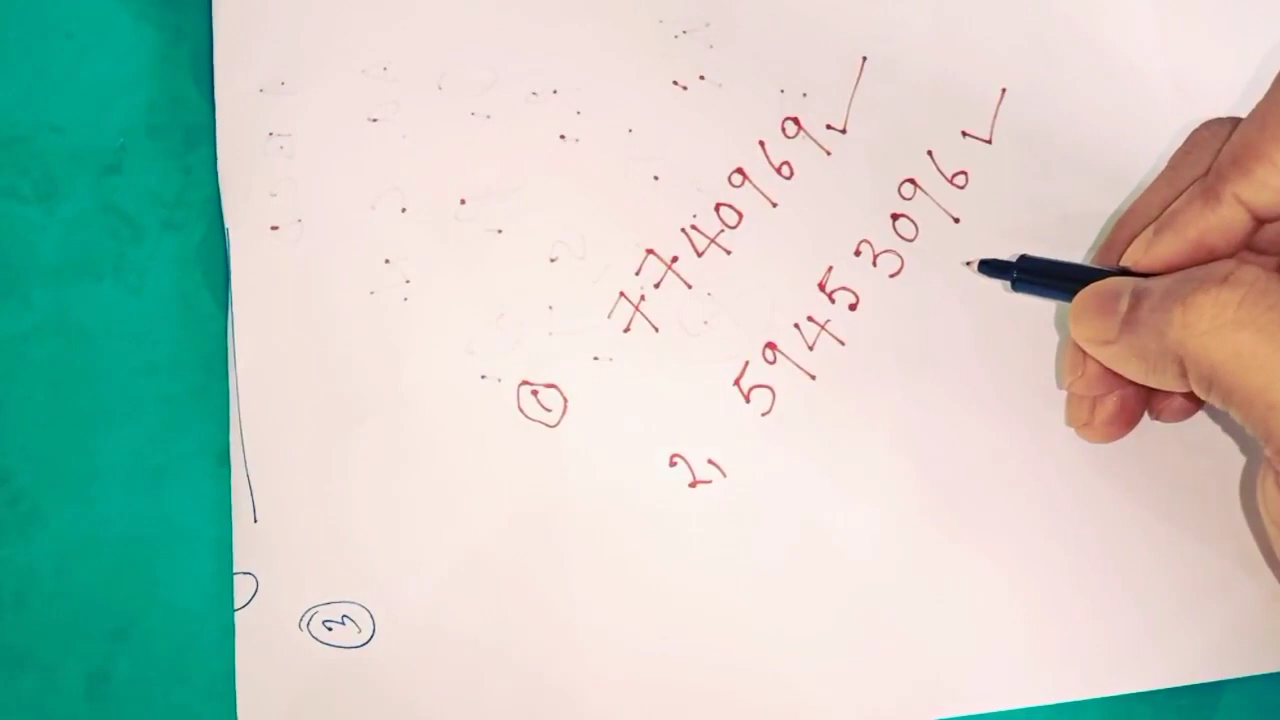 ① 7740969 ✓
2, 59453096 ✓
③